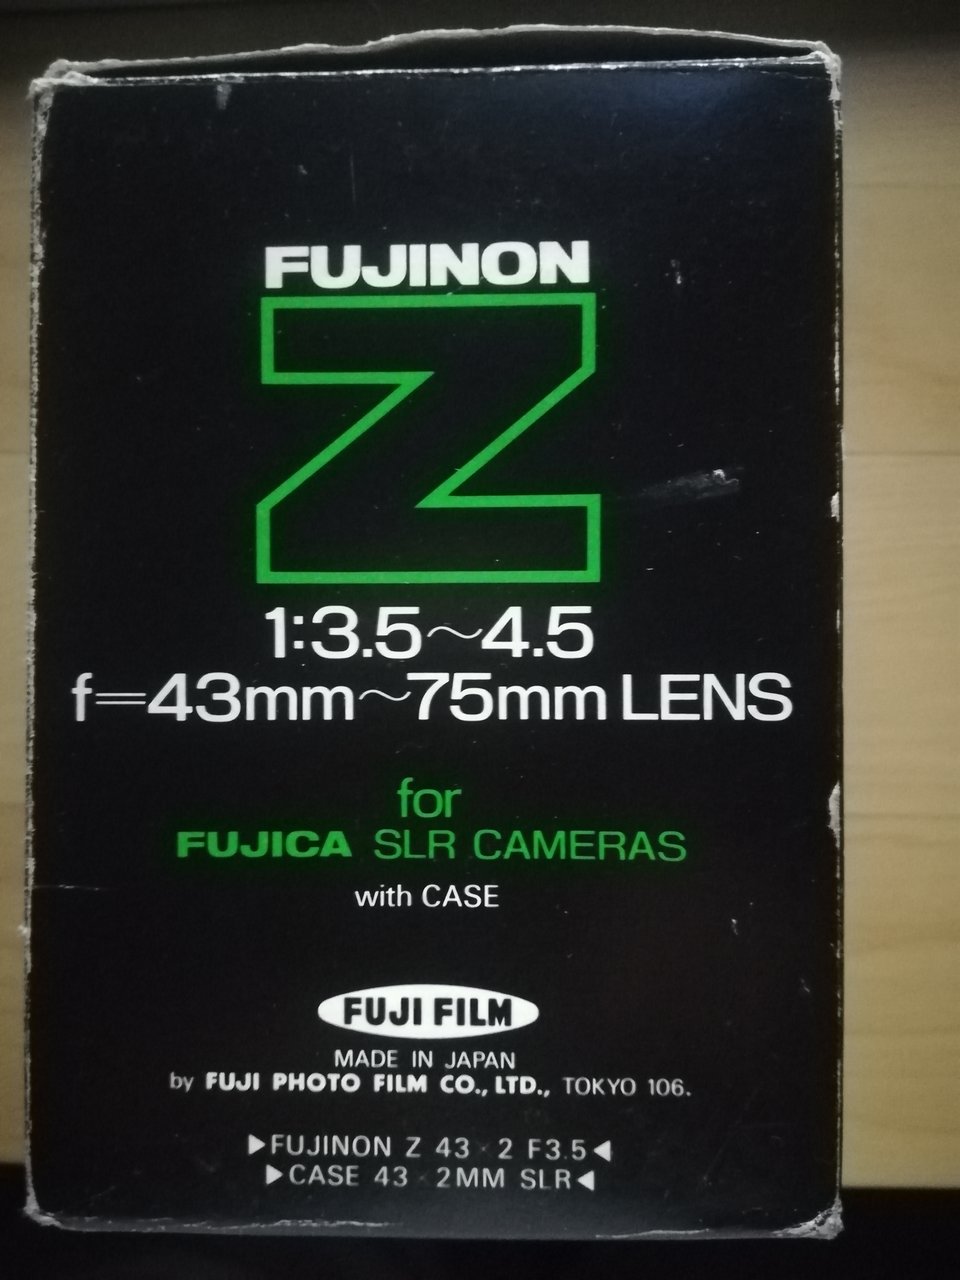 FUJINON
Z
1:3.5~4.5
f=43mm~75mm LENS
for
FUJICA SLR CAMERAS
with CASE
FUJI FILM
MADE IN JAPAN
by FUJI PHOTO FILM CO., LTD., TOKYO 106.
▶FUJINON Z 43×2 F3.5◀
▶CASE 43×2MM SLR◀